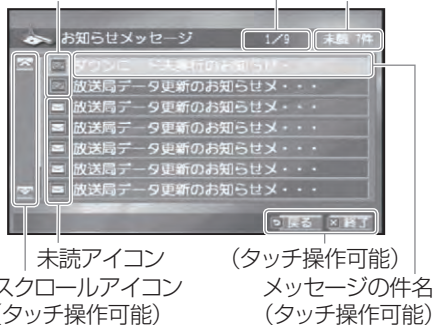 お知らせメッセージ 1/9 未読 7件
ダウンロード未実行のお知らせ・・・
放送局データ更新のお知らせメ・・・
放送局データ更新のお知らせメ・・・
放送局データ更新のお知らせメ・・・
放送局データ更新のお知らせメ・・・
放送局データ更新のお知らせメ・・・
放送局データ更新のお知らせメ・・・
戻る 終了
未読アイコン
(タッチ操作可能)
スクロールアイコン
メッセージの件名
(タッチ操作可能)
(タッチ操作可能)